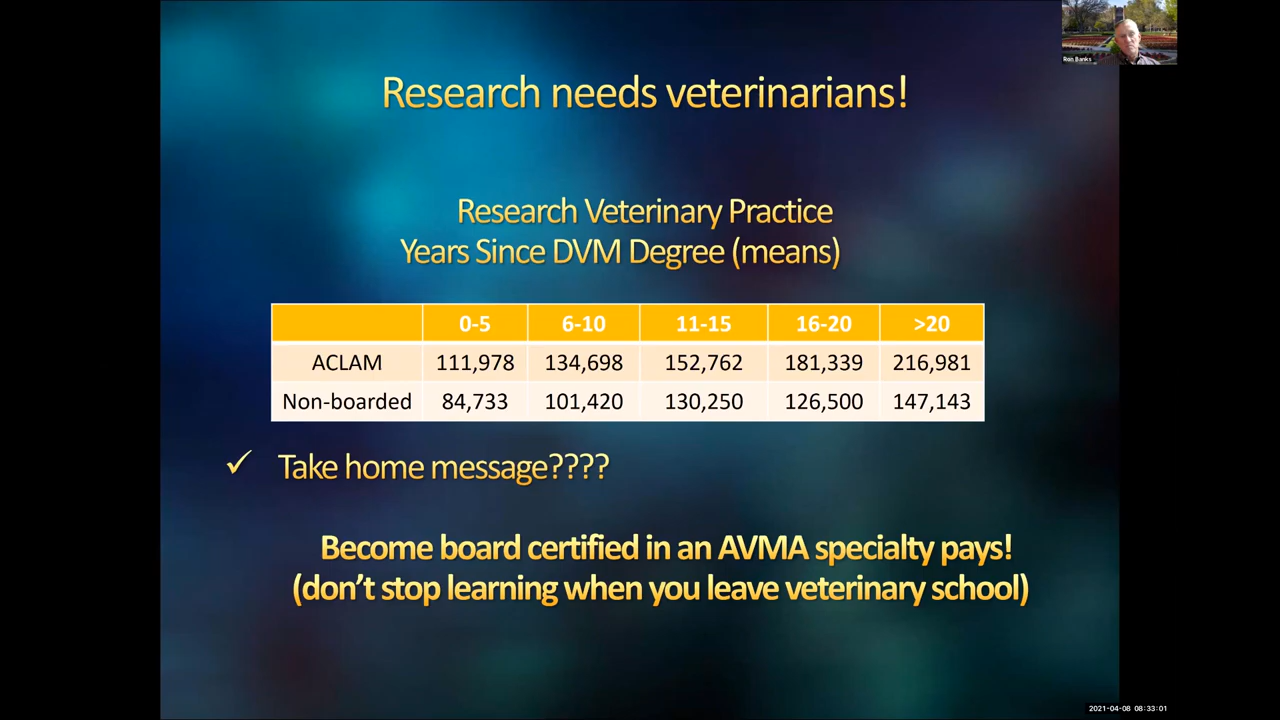 Ron Banks
Research needs veterinarians!
Research Veterinary Practice
Years Since DVM Degree (means)
0-5 6-10 11-15 16-20 >20
ACLAM 111,978 134,698 152,762 181,339 216,981
Non-boarded 84,733 101,420 130,250 126,500 147,143
✓ Take home message????
Become board certified in an AVMA specialty pays!
(don't stop learning when you leave veterinary school)
2021-04-08 08:33:01